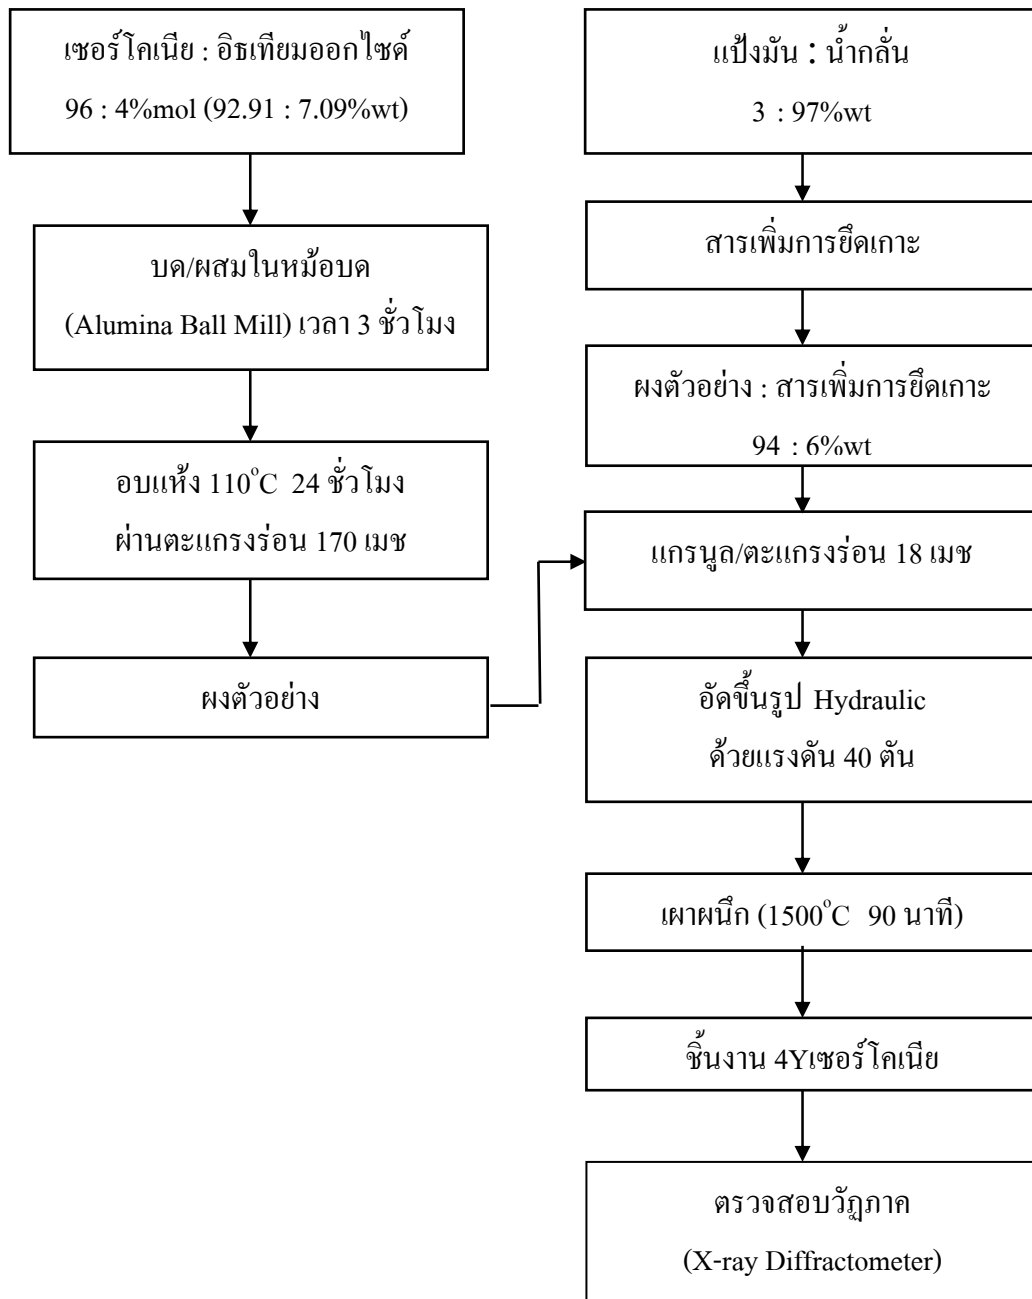 เซอร์โคเนีย : อิธเทียมออกไซด์
96 : 4%mol (92.91 : 7.09%wt)
บด/ผสมในหม้อบด
(Alumina Ball Mill) เวลา 3 ชั่วโมง
อบแห้ง 110°C 24 ชั่วโมง
ผ่านตะแกรงร่อน 170 เมช
ผงตัวอย่าง
แป้งมัน : น้ำกลั่น
3 : 97%wt
สารเพิ่มการยึดเกาะ
ผงตัวอย่าง : สารเพิ่มการยึดเกาะ
94 : 6%wt
แกรนูล/ตะแกรงร่อน 18 เมช
อัดขึ้นรูป Hydraulic
ด้วยแรงดัน 40 ตัน
เผาผนึก (1500°C 90 นาที)
ชิ้นงาน 4Yเซอร์โคเนีย
ตรวจสอบวัฏภาค
(X-ray Diffractometer)